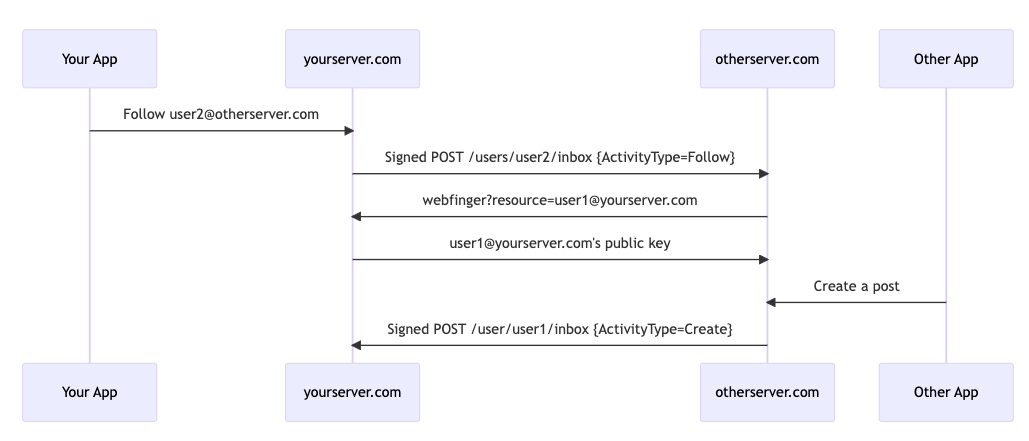 Your App
yourserver.com
otherserver.com
Other App
Follow user2@otherserver.com
Signed POST /users/user2/inbox {ActivityType=Follow}
webfinger?resource=user1@yourserver.com
user1@yourserver.com's public key
Create a post
Signed POST /user/user1/inbox {ActivityType=Create}
Your App
yourserver.com
otherserver.com
Other App